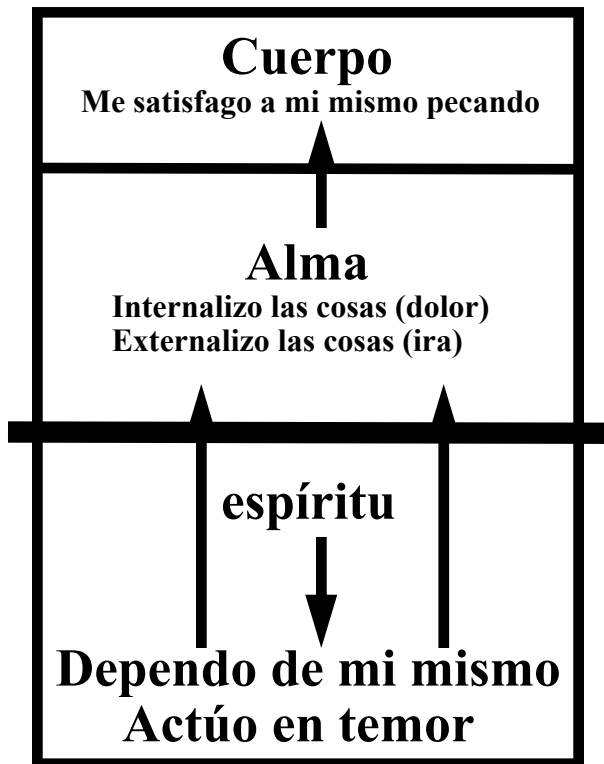 Cuerpo
Me satisfago a mi mismo pecando
Alma
Internalizo las cosas (dolor)
Externalizo las cosas (ira)
espíritu
Dependo de mi mismo
Actúo en temor